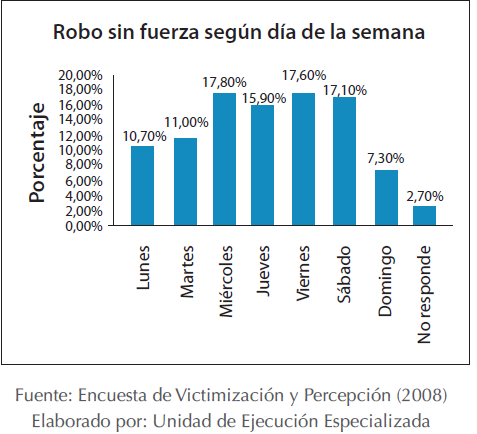 Robo sin fuerza según día de la semana
Porcentaje
20,00%
18,00%
16,00%
14,00%
12,00%
10,00%
8,00%
6,00%
4,00%
2,00%
0,00%
10,70%
11,00%
17,80%
15,90%
17,60%
17,10%
7,30%
2,70%
Lunes
Martes
Miércoles
Jueves
Viernes
Sábado
Domingo
No responde
Fuente: Encuesta de Victimización y Percepción (2008)
Elaborado por: Unidad de Ejecución Especializada